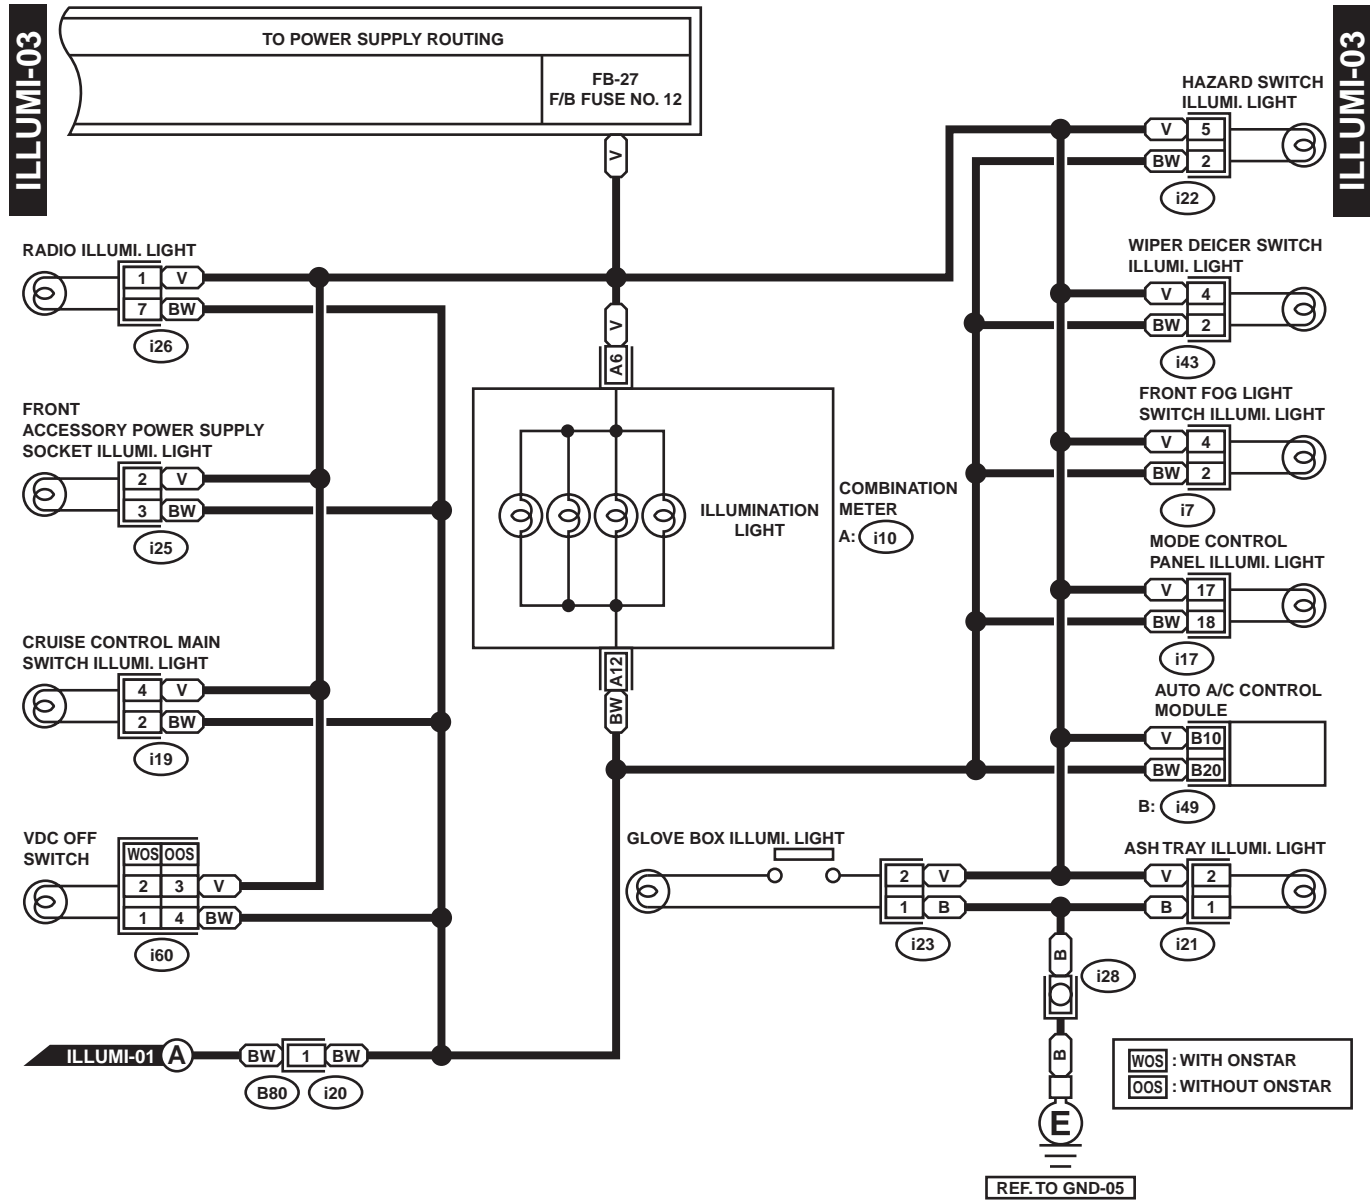 ILLUMI-03
TO POWER SUPPLY ROUTING
FB-27
F/B FUSE NO. 12
V
ILLUMI-03
HAZARD SWITCH
ILLUMI. LIGHT
V 5
BW 2
i22
RADIO ILLUMI. LIGHT
1 V
7 BW
i26
WIPER DEICER SWITCH
ILLUMI. LIGHT
V 4
BW 2
i43
V
A6
FRONT
ACCESSORY POWER SUPPLY
SOCKET ILLUMI. LIGHT
2 V
3 BW
i25
ILLUMINATION
LIGHT
COMBINATION
METER
A: i10
FRONT FOG LIGHT
SWITCH ILLUMI. LIGHT
V 4
BW 2
i7
MODE CONTROL
PANEL ILLUMI. LIGHT
V 17
BW 18
i17
CRUISE CONTROL MAIN
SWITCH ILLUMI. LIGHT
4 V
2 BW
i19
A12
BW
AUTO A/C CONTROL
MODULE
V B10
BW B20
B: i49
VDC OFF
SWITCH
WOS OOS
2 3 V
1 4 BW
i60
GLOVE BOX ILLUMI. LIGHT
2 V
1 B
i23
ASH TRAY ILLUMI. LIGHT
V 2
B 1
i21
B
i28
B
E
REF. TO GND-05
ILLUMI-01 A
BW 1 BW
B80 i20
WOS : WITH ONSTAR
OOS : WITHOUT ONSTAR